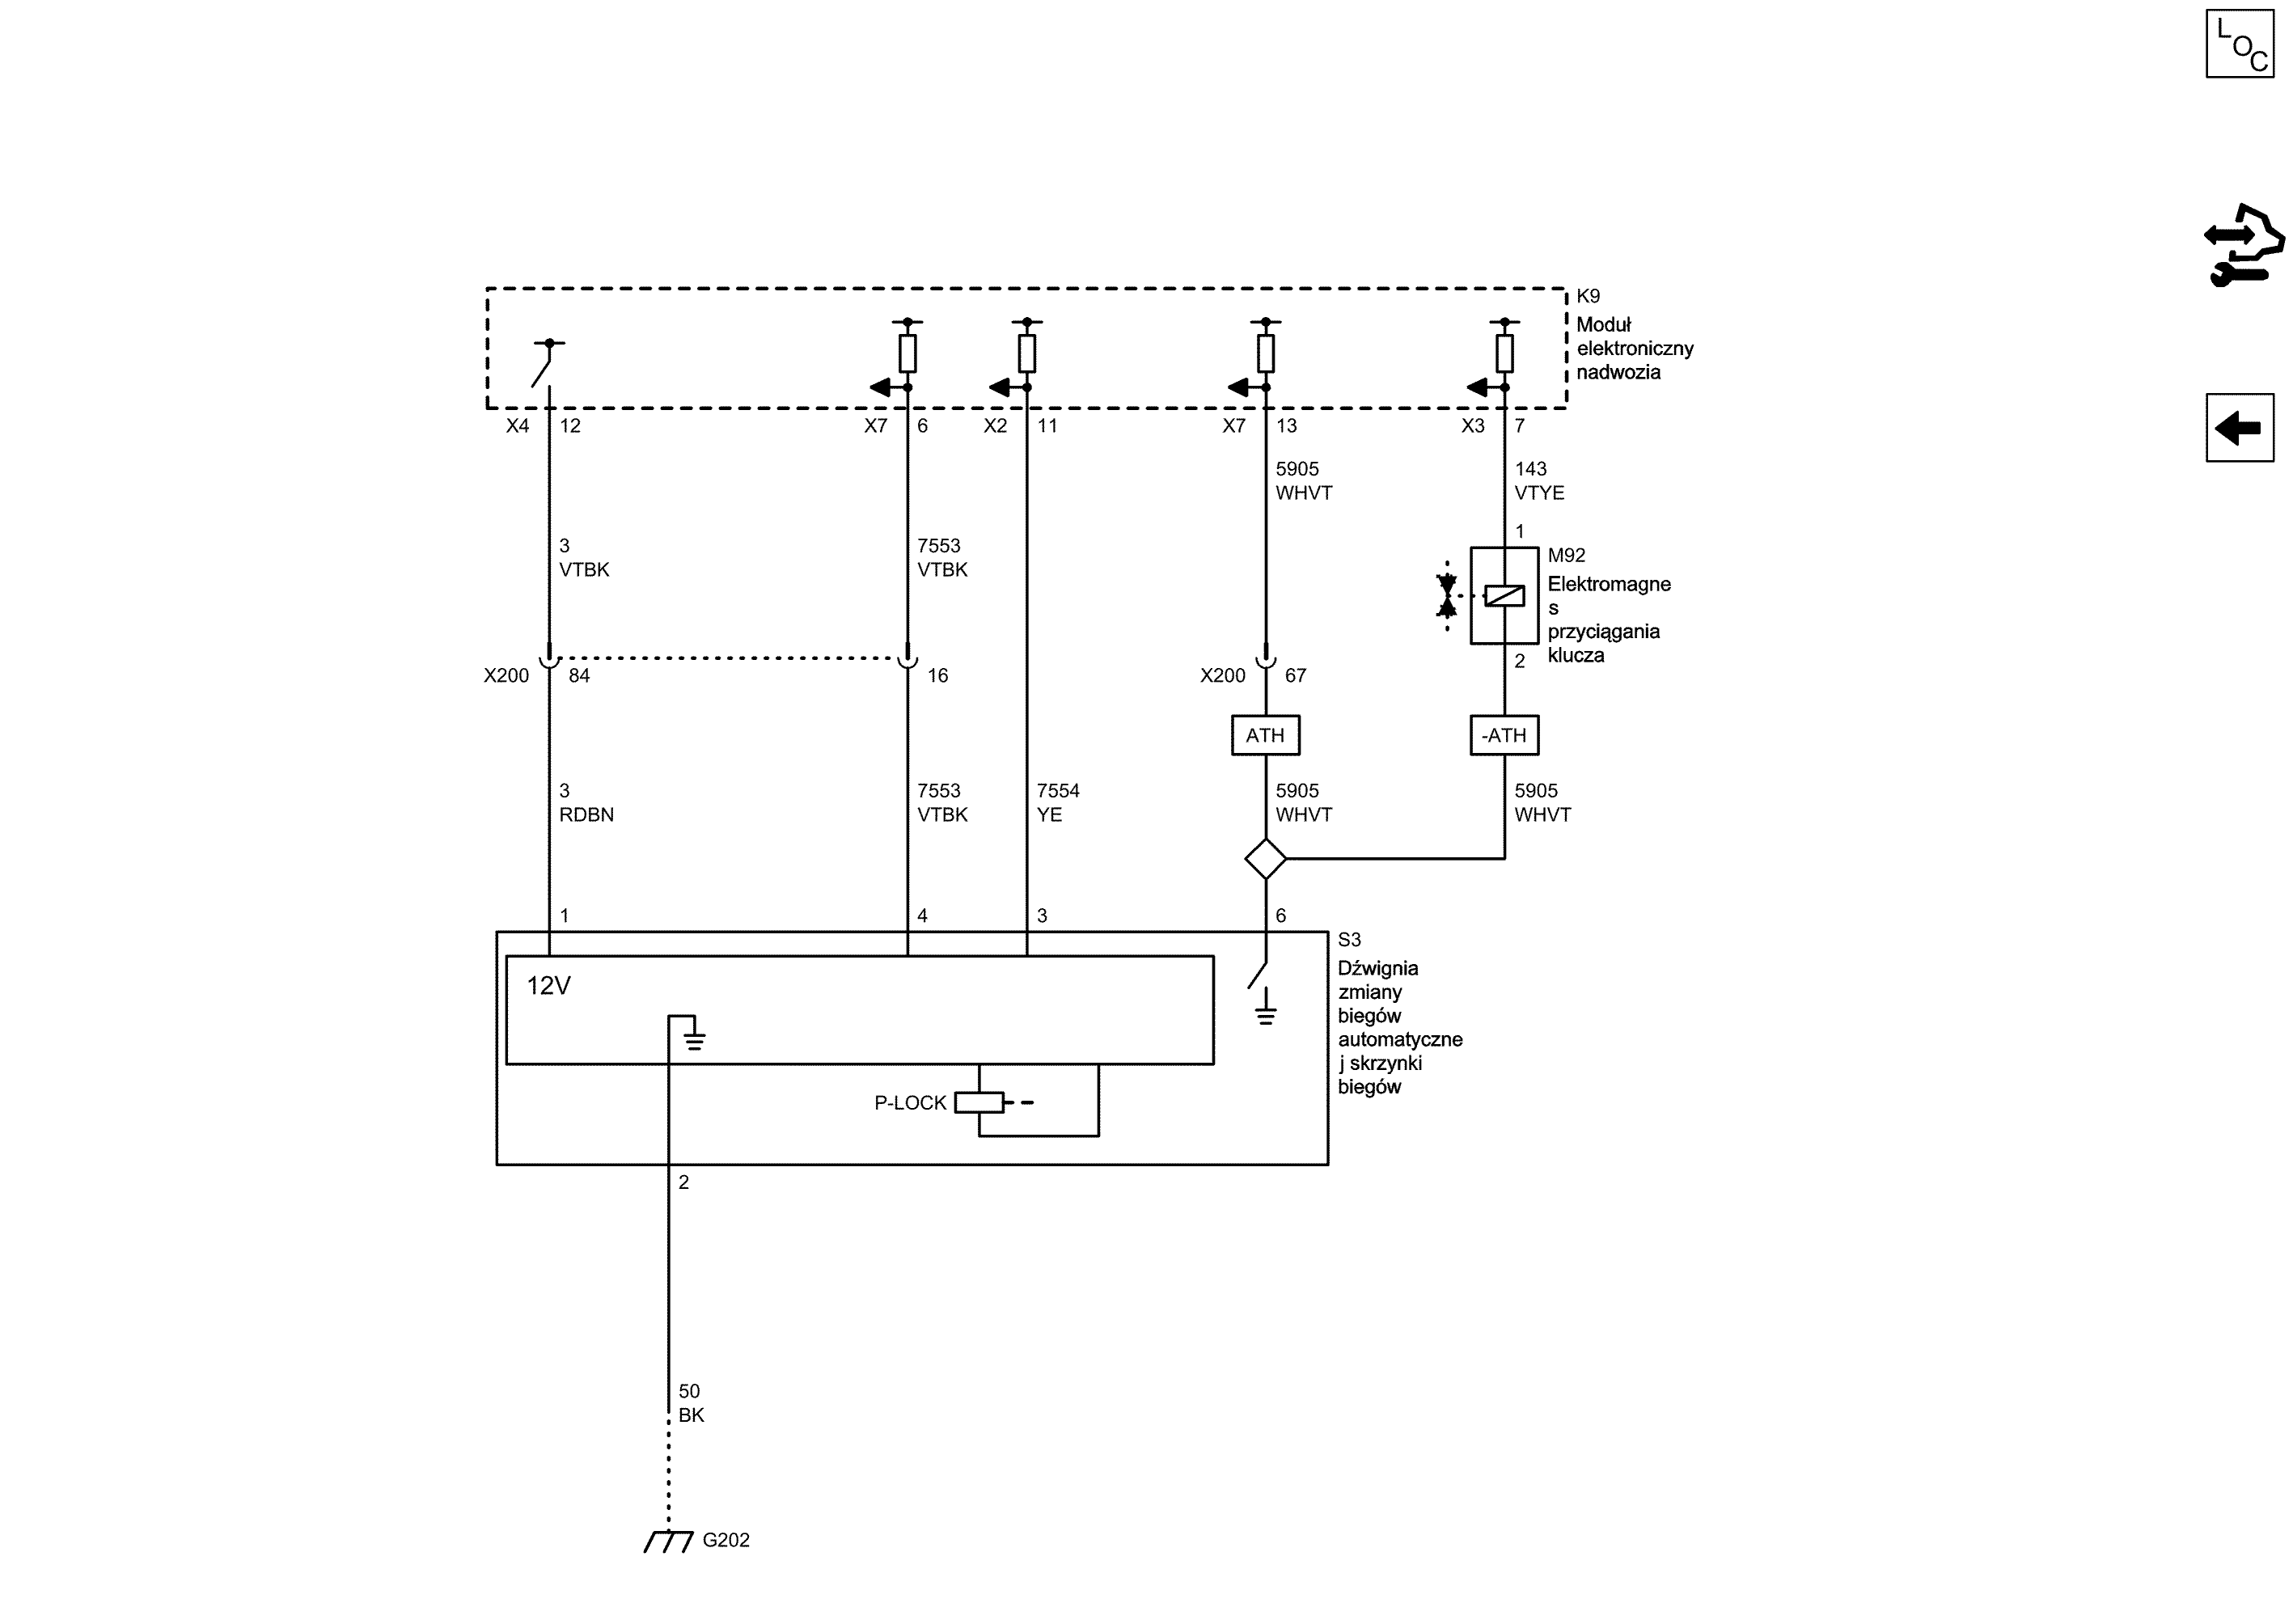 LOC
K9
Moduł
elektroniczny
nadwozia
X4 12
X7 6
X2 11
X7 13
X3 7
5905
WHVT
143
VTYE
1
3
VTBK
7553
VTBK
M92
Elektromagne
s
przyciągania
klucza
2
X200 84
16
X200 67
ATH
-ATH
3
RDBN
7553
VTBK
7554
YE
5905
WHVT
5905
WHVT
1
4
3
6
S3
Dźwignia
zmiany
biegów
automatyczne
j skrzynki
biegów
12V
P-LOCK
2
50
BK
G202